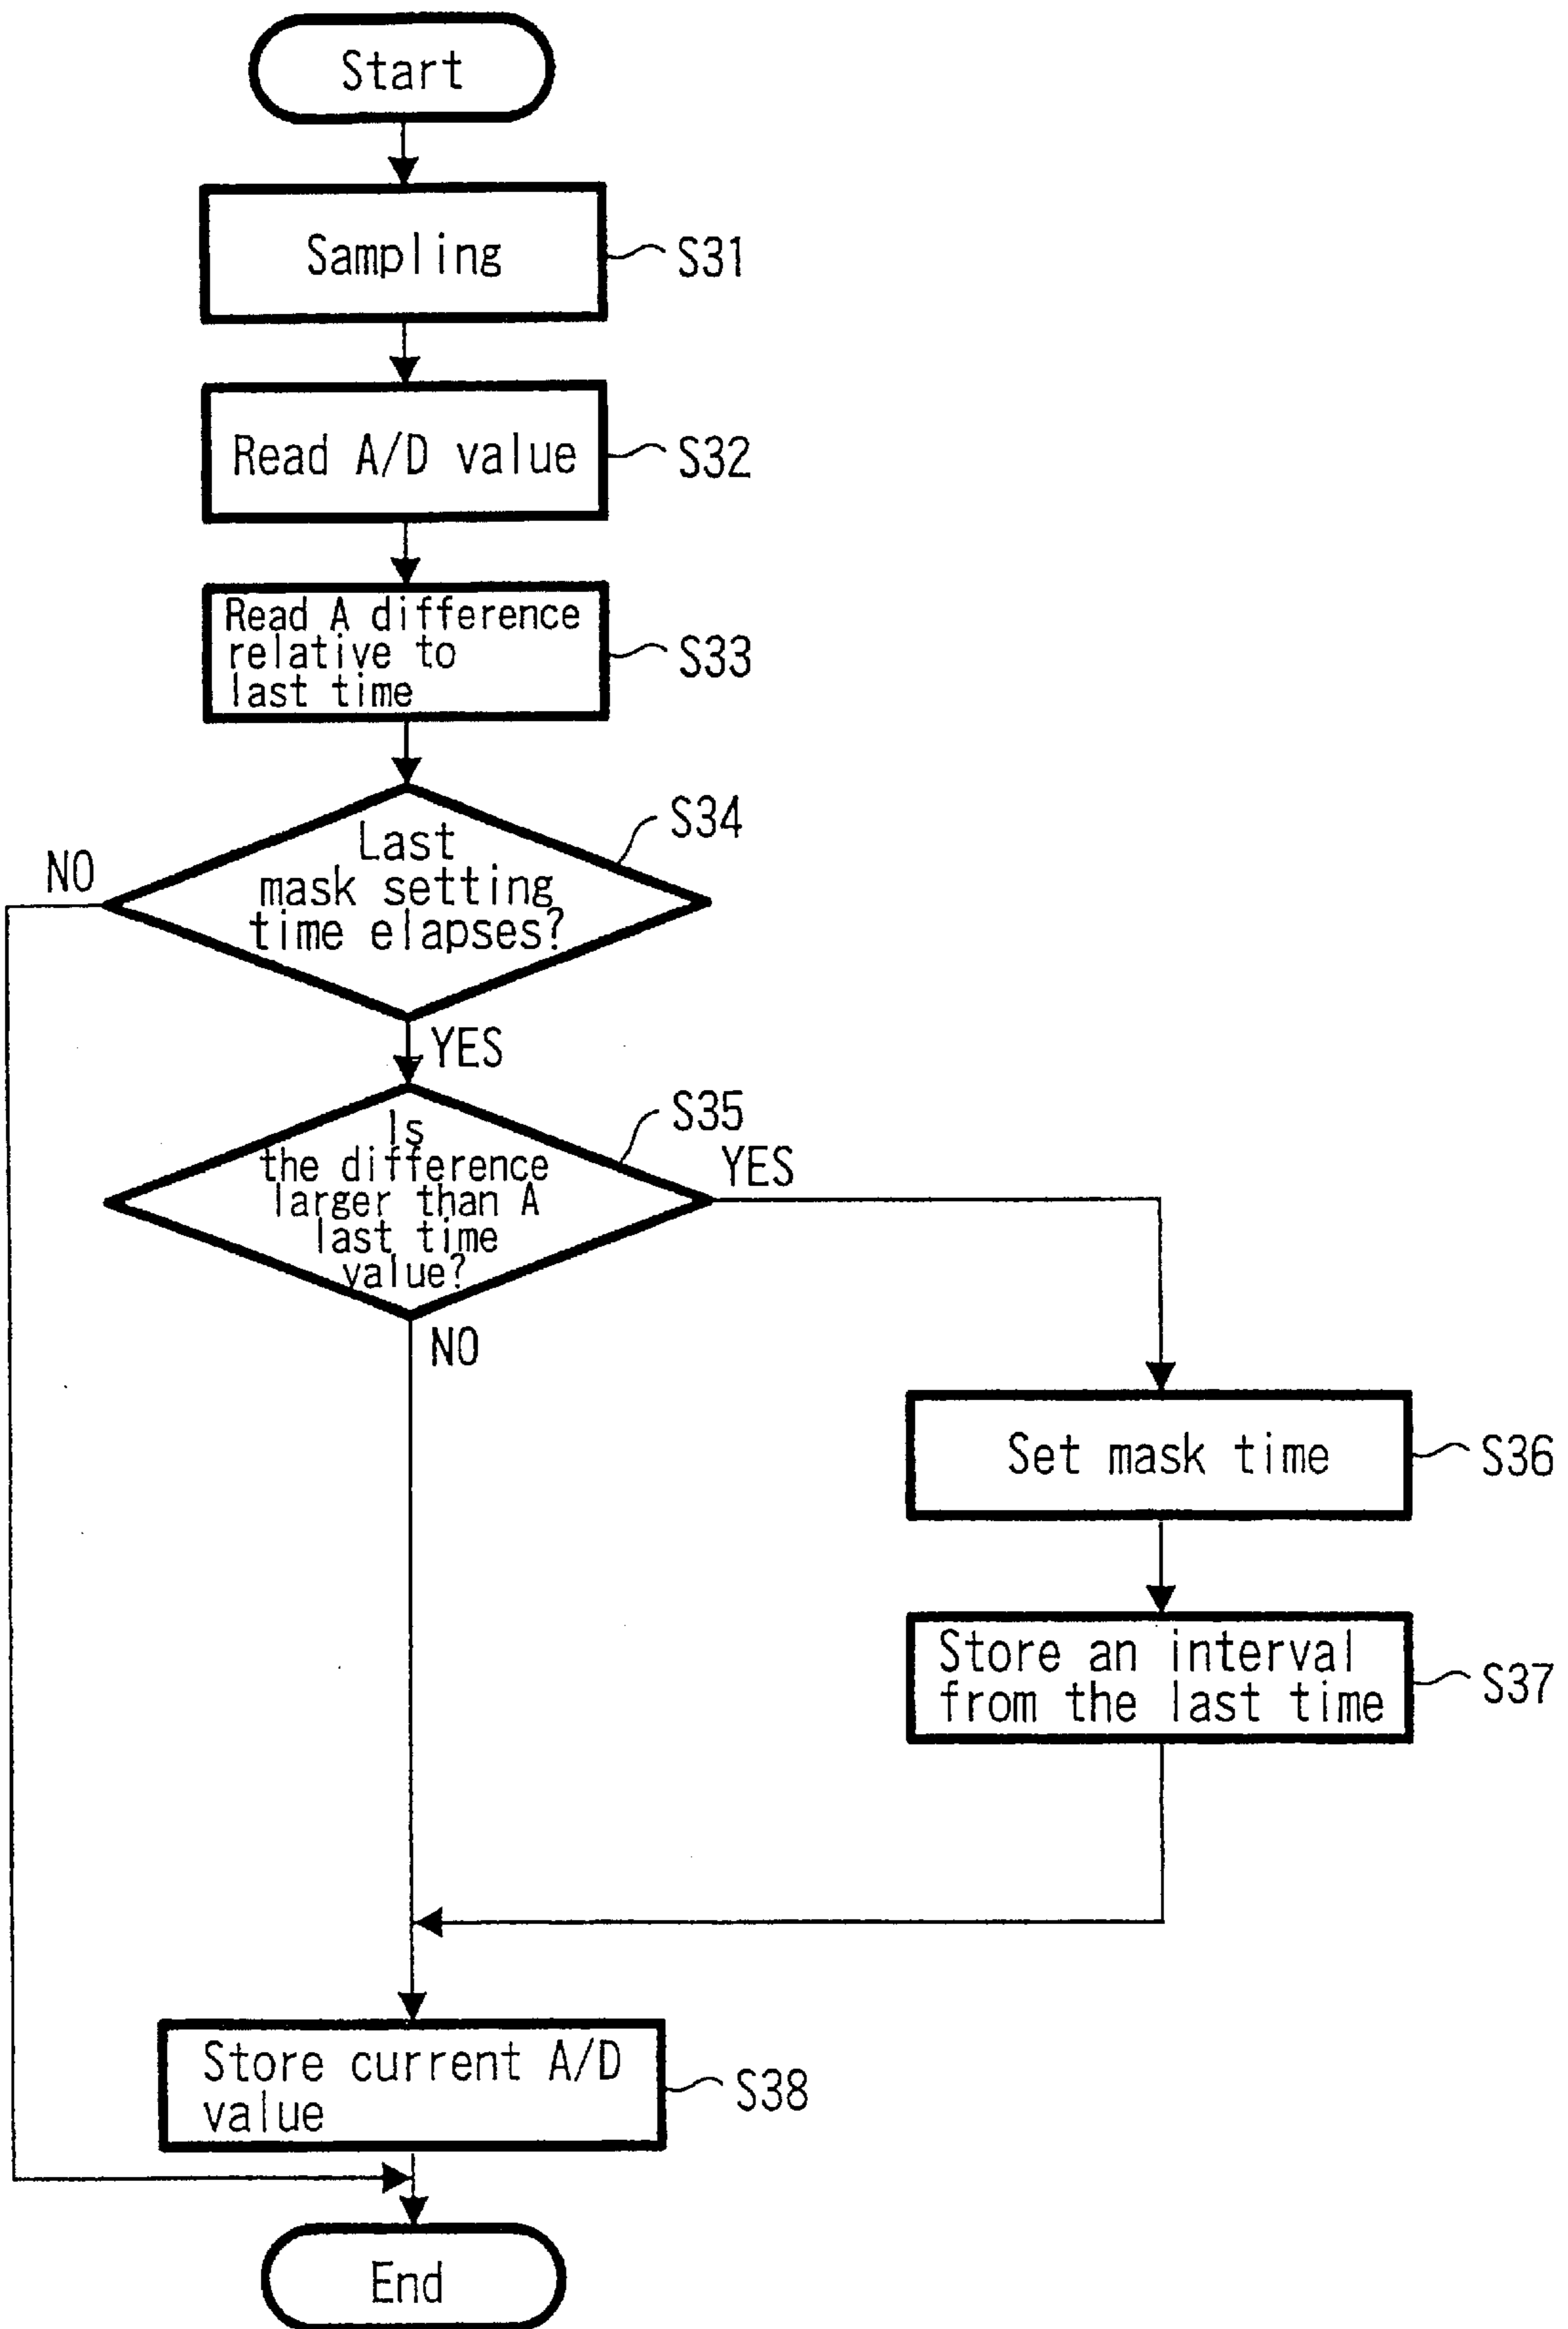 Start
Sampling
S31
Read A/D value
S32
Read A difference
relative to
last time
S33
Last
mask setting
time elapses?
S34
NO
YES
Is
the difference
larger than A
last time
value?
S35
YES
NO
Set mask time
S36
Store an interval
from the last time
S37
Store current A/D
value
S38
End